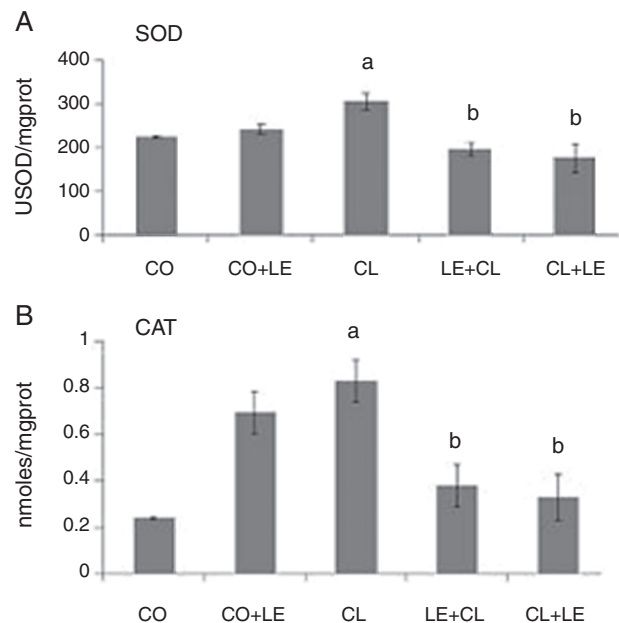 A
SOD
USOD/mgprot
400
300
200
100
0
a
b
b
CO CO+LE CL LE+CL CL+LE
B
CAT
nmoles/mgprot
1
0.8
0.6
0.4
0.2
0
a
b
b
CO CO+LE CL LE+CL CL+LE